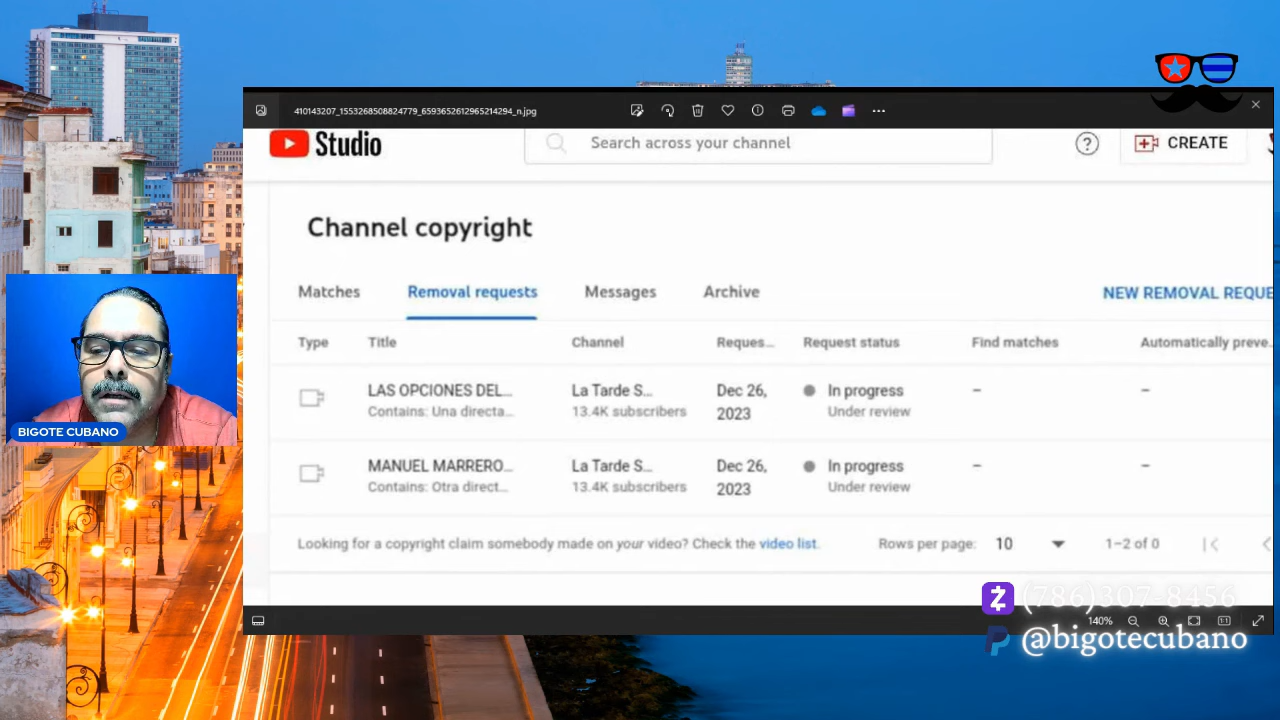 410143207_1553268508824779_6593652612965214294_n.jpg
Studio
Search across your channel
?
CREATE
Channel copyright
Matches
Removal requests
Messages
Archive
NEW REMOVAL REQUE
Type
Title
Channel
Reques...
Request status
Find matches
Automatically preve...
LAS OPCIONES DEL...
La Tarde S...
Dec 26,
In progress
–
–
Contains: Una directa...
13.4K subscribers
2023
Under review
MANUEL MARRERO...
La Tarde S...
Dec 26,
In progress
–
–
Contains: Otra direct...
13.4K subscribers
2023
Under review
Looking for a copyright claim somebody made on your video? Check the video list.
Rows per page:
10
1–2 of 0
BIGOTE CUBANO
(786)307-8456
140%
1:1
@bigotecubano